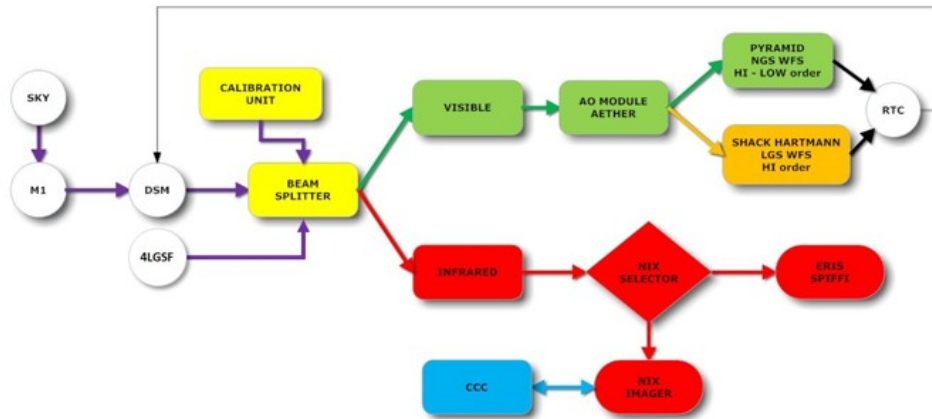 SKY
M1
DSM
4LGSF
CALIBRATION
UNIT
BEAM
SPLITTER
VISIBLE
AO MODULE
AETHER
PYRAMID
NGS WFS
HI - LOW order
SHACK HARTMANN
LGS WFS
HI order
RTC
INFRARED
NIX
SELECTOR
ERIS
SPIFFI
NIX
IMAGER
CCC